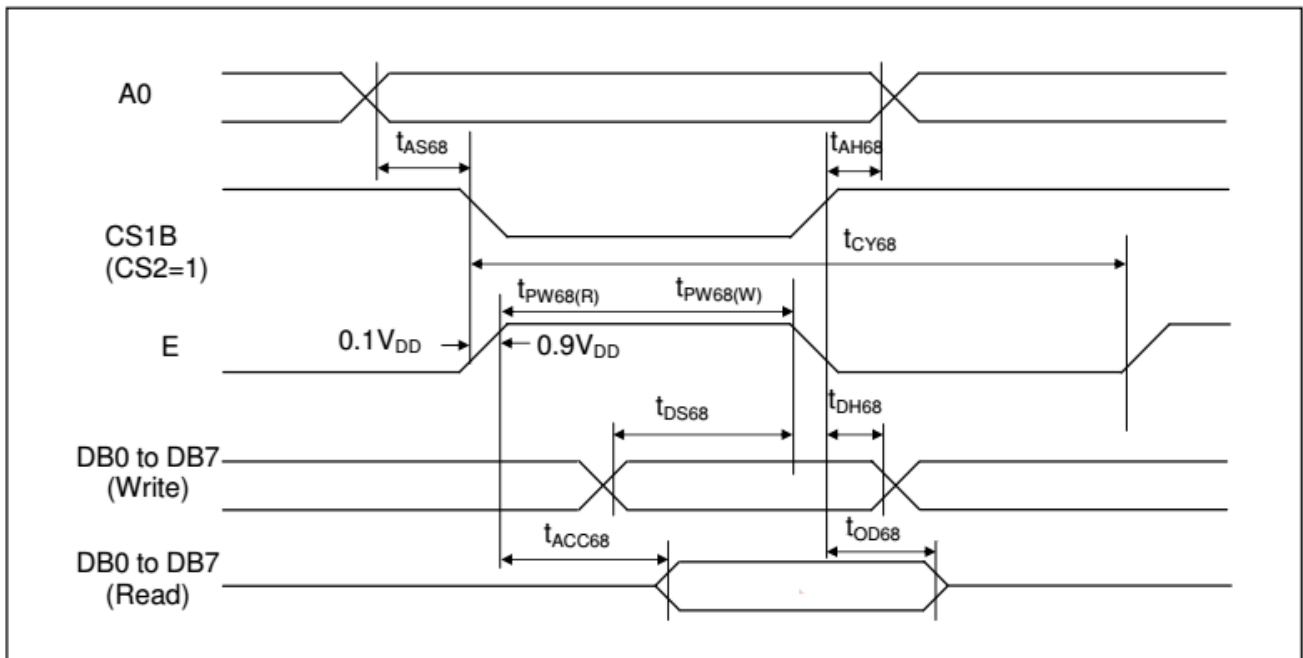 A0
tAS68
tAH68
CS1B
(CS2=1)
tCY68
tPW68(R) tPW68(W)
E
0.1VDD
0.9VDD
tDS68
tDH68
DB0 to DB7
(Write)
tACC68
tOD68
DB0 to DB7
(Read)